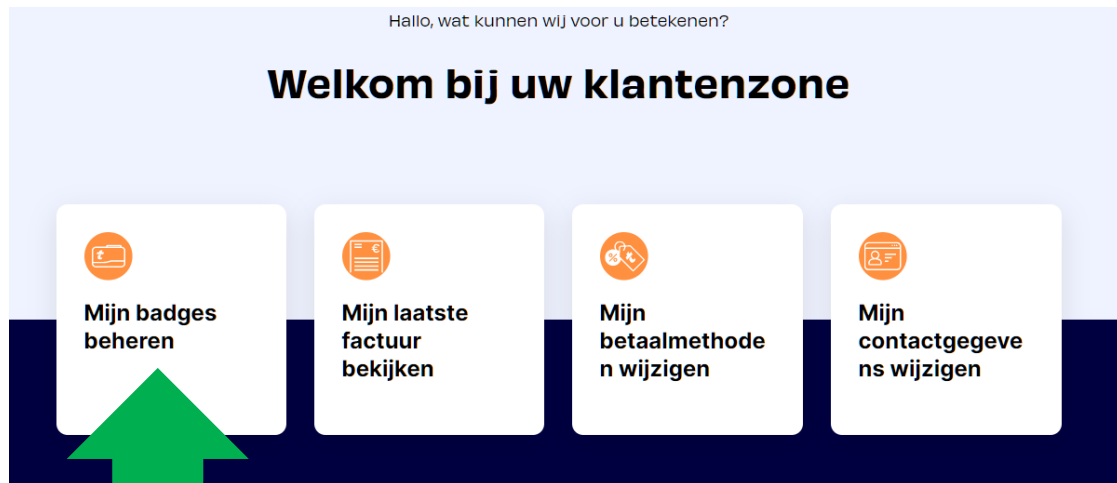 Hallo, wat kunnen wij voor u betekenen?
Welkom bij uw klantenzone
Mijn badges
beheren
Mijn laatste
factuur
bekijken
Mijn
betaalmethode
n wijzigen
Mijn
contactgegeve
ns wijzigen